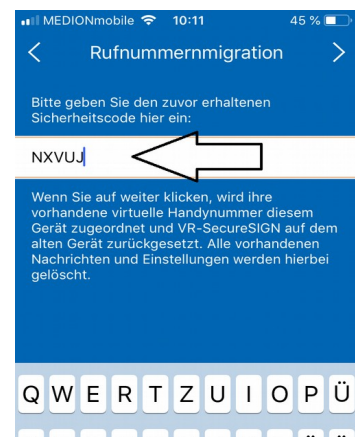 MEDIONmobile 10:11 45 %
Rufnummernmigration
Bitte geben Sie den zuvor erhaltenen
Sicherheitscode hier ein:
NXVUJ
Wenn Sie auf weiter klicken, wird ihre
vorhandene virtuelle Handynummer diesem
Gerät zugeordnet und VR-SecureSIGN auf dem
alten Gerät zurückgesetzt. Alle vorhandenen
Nachrichten und Einstellungen werden hierbei
gelöscht.
Q W E R T Z U I O P Ü